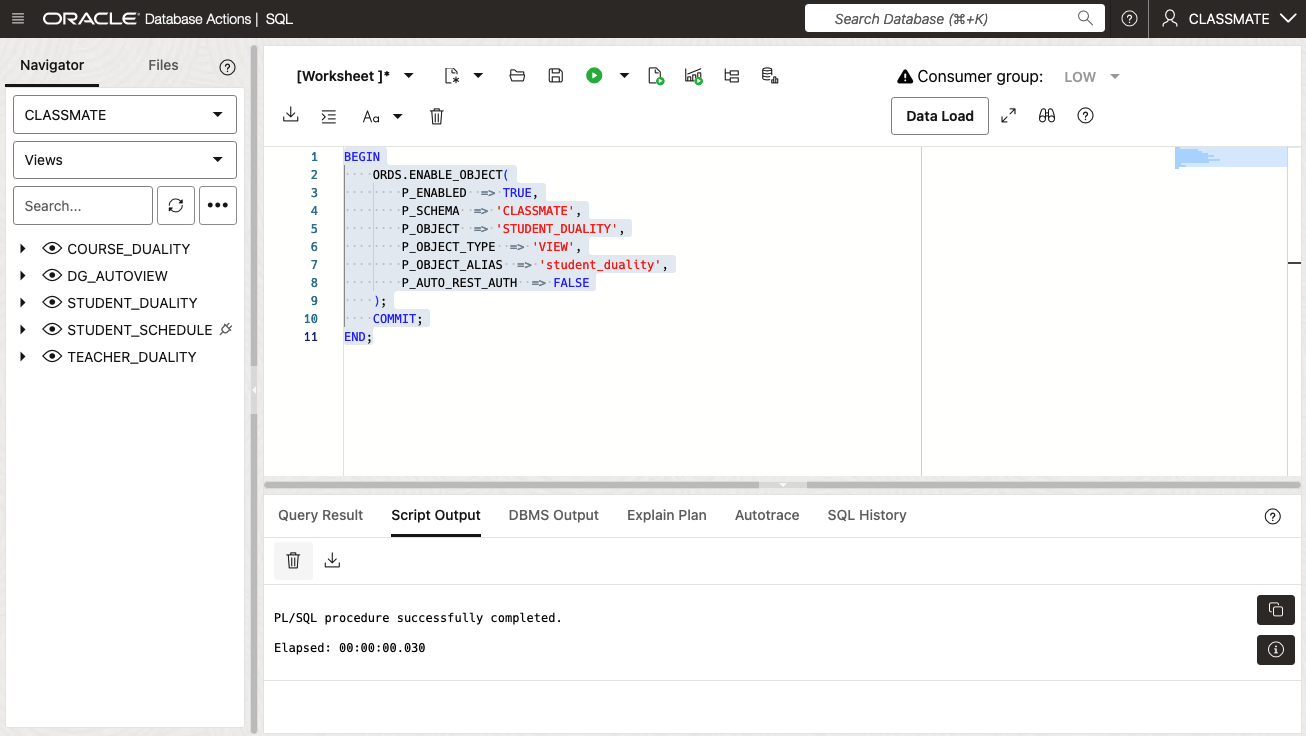 ORACLE Database Actions | SQL
Search Database (⌘+K)
CLASSMATE
Navigator
Files
CLASSMATE
Views
Search...
COURSE_DUALITY
DG_AUTOVIEW
STUDENT_DUALITY
STUDENT_SCHEDULE
TEACHER_DUALITY
[Worksheet ]*
Consumer group: LOW
Aa
Data Load
1 BEGIN
2 ORDS.ENABLE_OBJECT(
3 P_ENABLED => TRUE,
4 P_SCHEMA => 'CLASSMATE',
5 P_OBJECT => 'STUDENT_DUALITY',
6 P_OBJECT_TYPE => 'VIEW',
7 P_OBJECT_ALIAS => 'student_duality',
8 P_AUTO_REST_AUTH => FALSE
9 );
10 COMMIT;
11 END;
Query Result Script Output DBMS Output Explain Plan Autotrace SQL History
PL/SQL procedure successfully completed.
Elapsed: 00:00:00.030